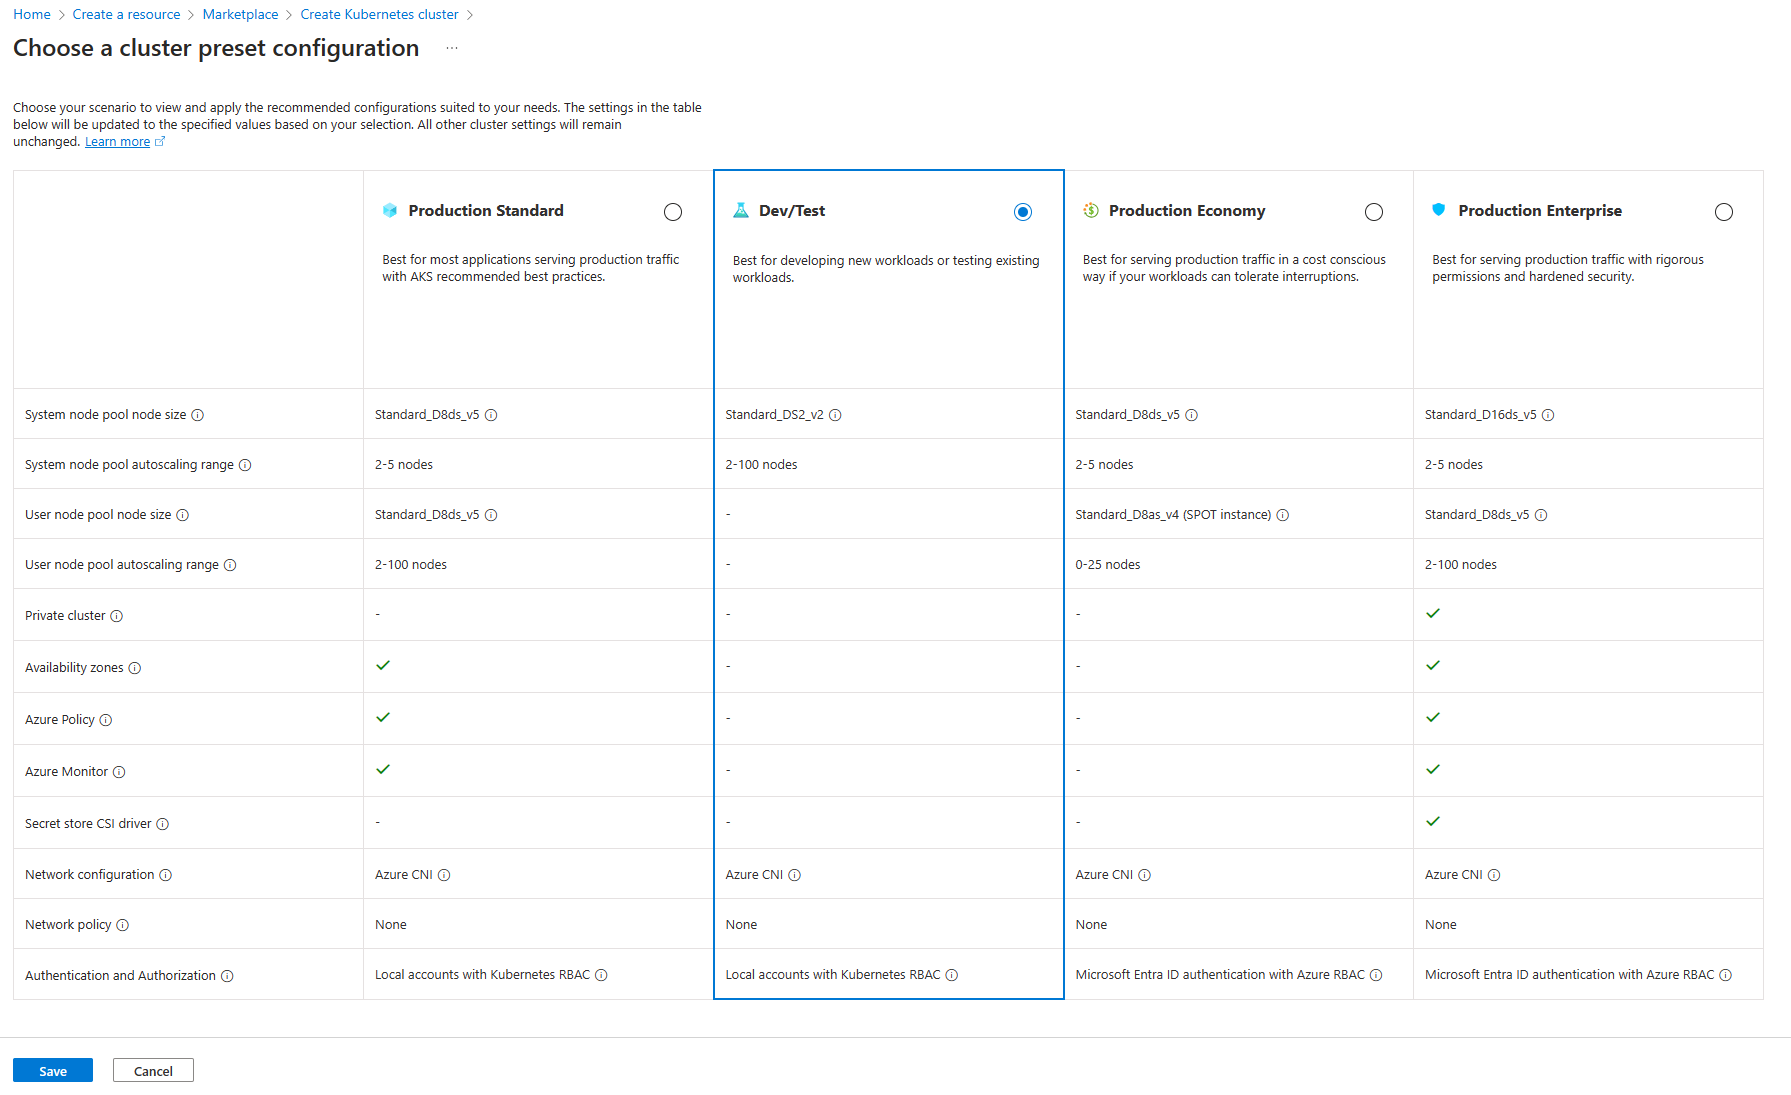 Home > Create a resource > Marketplace > Create Kubernetes cluster >
Choose a cluster preset configuration ...
Choose your scenario to view and apply the recommended configurations suited to your needs. The settings in the table
below will be updated to the specified values based on your selection. All other cluster settings will remain
unchanged. Learn more
Production Standard
Best for most applications serving production traffic
with AKS recommended best practices.
Dev/Test
Best for developing new workloads or testing existing
workloads.
Production Economy
Best for serving production traffic in a cost conscious
way if your workloads can tolerate interruptions.
Production Enterprise
Best for serving production traffic with rigorous
permissions and hardened security.
System node pool node size Standard_D8ds_v5 Standard_DS2_v2 Standard_D8ds_v5 Standard_D16ds_v5
System node pool autoscaling range 2-5 nodes 2-100 nodes 2-5 nodes 2-5 nodes
User node pool node size Standard_D8ds_v5 - Standard_D8as_v4 (SPOT instance) Standard_D8ds_v5
User node pool autoscaling range 2-100 nodes - 0-25 nodes 2-100 nodes
Private cluster - - - ✓
Availability zones ✓ - - ✓
Azure Policy ✓ - - ✓
Azure Monitor ✓ - - ✓
Secret store CSI driver - - - ✓
Network configuration Azure CNI Azure CNI Azure CNI Azure CNI
Network policy None None None None
Authentication and Authorization Local accounts with Kubernetes RBAC Local accounts with Kubernetes RBAC Microsoft Entra ID authentication with Azure RBAC Microsoft Entra ID authentication with Azure RBAC
Save Cancel